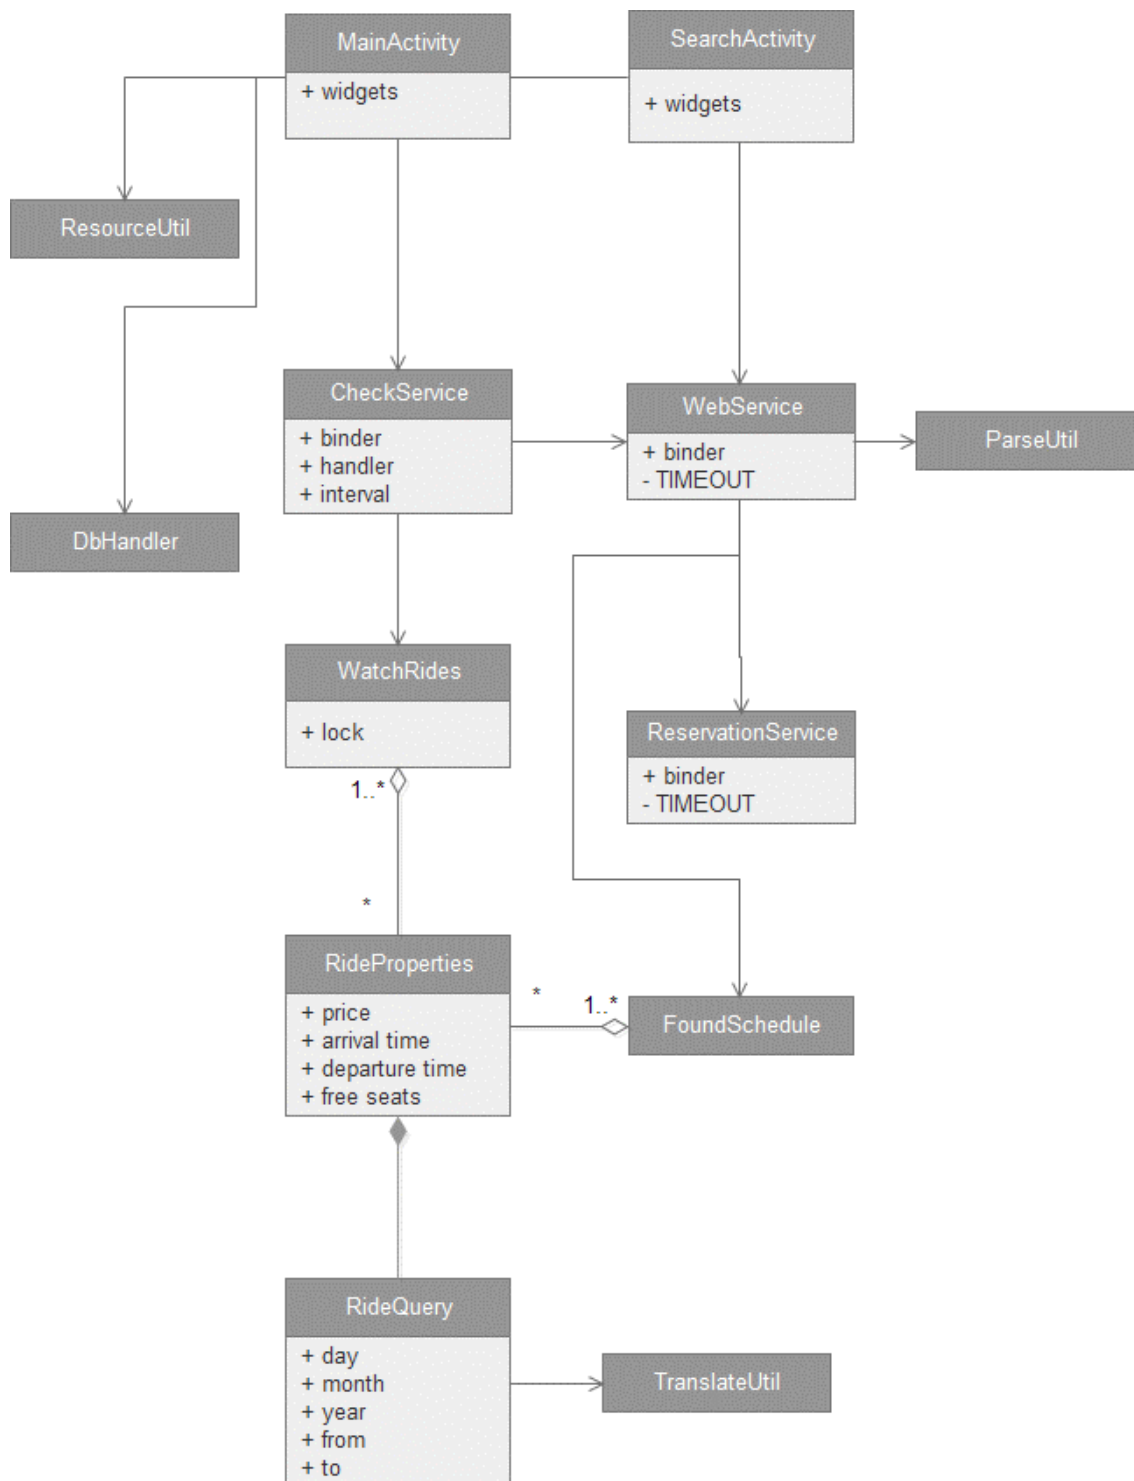 MainActivity
+ widgets
SearchActivity
+ widgets
ResourceUtil
CheckService
+ binder
+ handler
+ interval
WebService
+ binder
- TIMEOUT
ParseUtil
DbHandler
WatchRides
+ lock
1..*
*
ReservationService
+ binder
- TIMEOUT
RideProperties
+ price
+ arrival time
+ departure time
+ free seats
*
1..*
FoundSchedule
RideQuery
+ day
+ month
+ year
+ from
+ to
TranslateUtil